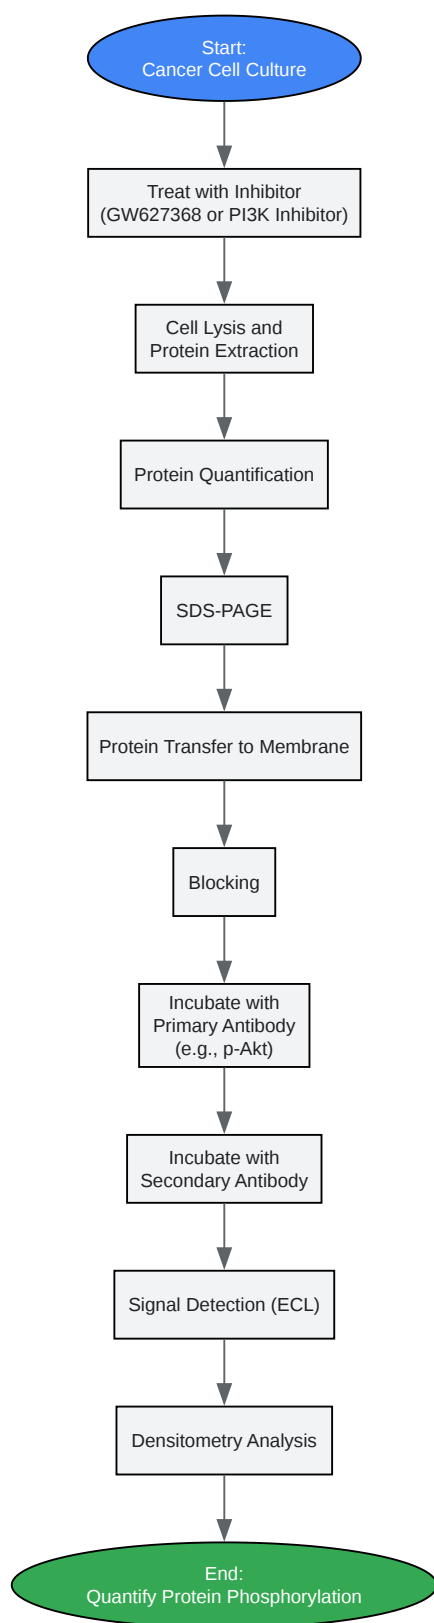 Start:
Cancer Cell Culture
Treat with Inhibitor
(GW627368 or PI3K Inhibitor)
Cell Lysis and
Protein Extraction
Protein Quantification
SDS-PAGE
Protein Transfer to Membrane
Blocking
Incubate with
Primary Antibody
(e.g., p-Akt)
Incubate with
Secondary Antibody
Signal Detection (ECL)
Densitometry Analysis
End:
Quantify Protein Phosphorylation